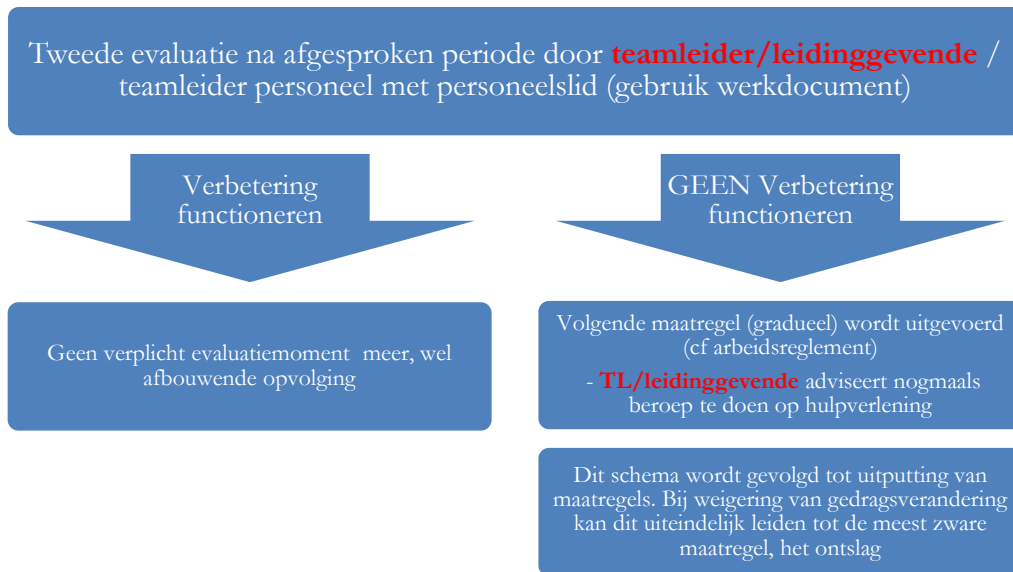 Tweede evaluatie na afgesproken periode door teamleider/leidinggevende /
teamleider personeel met personeelslid (gebruik werkdocument)
Verbetering
functioneren
GEEN Verbetering
functioneren
Geen verplicht evaluatiemoment meer, wel
afbouwende opvolging
Volgende maatregel (gradueel) wordt uitgevoerd
(cf arbeidsreglement)
- TL/leidinggevende adviseert nogmaals
beroep te doen op hulpverlening
Dit schema wordt gevolgd tot uitputting van
maatregels. Bij weigering van gedragsverandering
kan dit uiteindelijk leiden tot de meest zware
maatregel, het ontslag